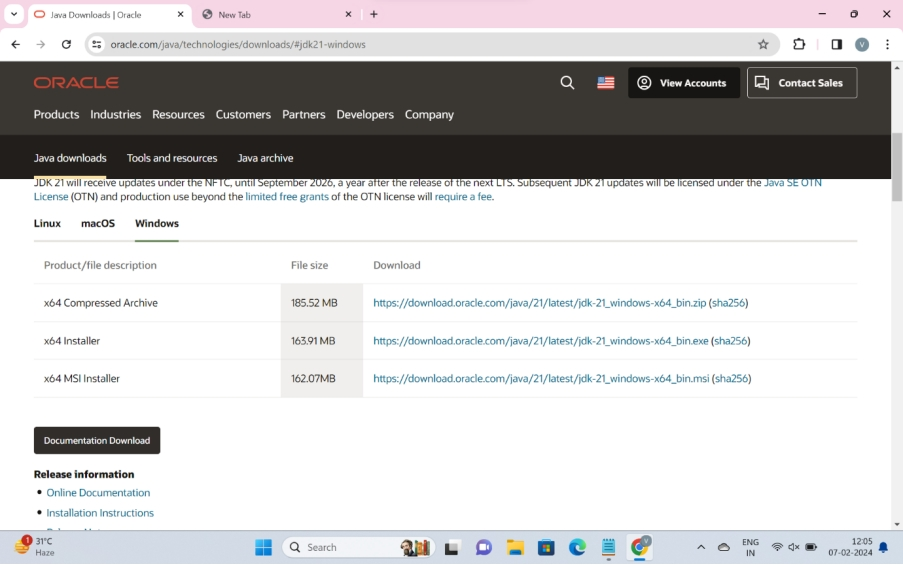 Java Downloads | Oracle
New Tab
oracle.com/java/technologies/downloads/#jdk21-windows
V
ORACLE
View Accounts
Contact Sales
Products Industries Resources Customers Partners Developers Company
Java downloads Tools and resources Java archive
JDK 21 will receive updates under the NFTC, until September 2026, a year after the release of the next LTS. Subsequent JDK 21 updates will be licensed under the Java SE OTN
License (OTN) and production use beyond the limited free grants of the OTN license will require a fee.
Linux macOS Windows
Product/file description File size Download
x64 Compressed Archive 185.52 MB https://download.oracle.com/java/21/latest/jdk-21_windows-x64_bin.zip (sha256)
x64 Installer 163.91 MB https://download.oracle.com/java/21/latest/jdk-21_windows-x64_bin.exe (sha256)
x64 MSI Installer 162.07MB https://download.oracle.com/java/21/latest/jdk-21_windows-x64_bin.msi (sha256)
Documentation Download
Release information
Online Documentation
Installation Instructions
1 31°C
Haze
Search
V
ENG
IN
12:05
07-02-2024